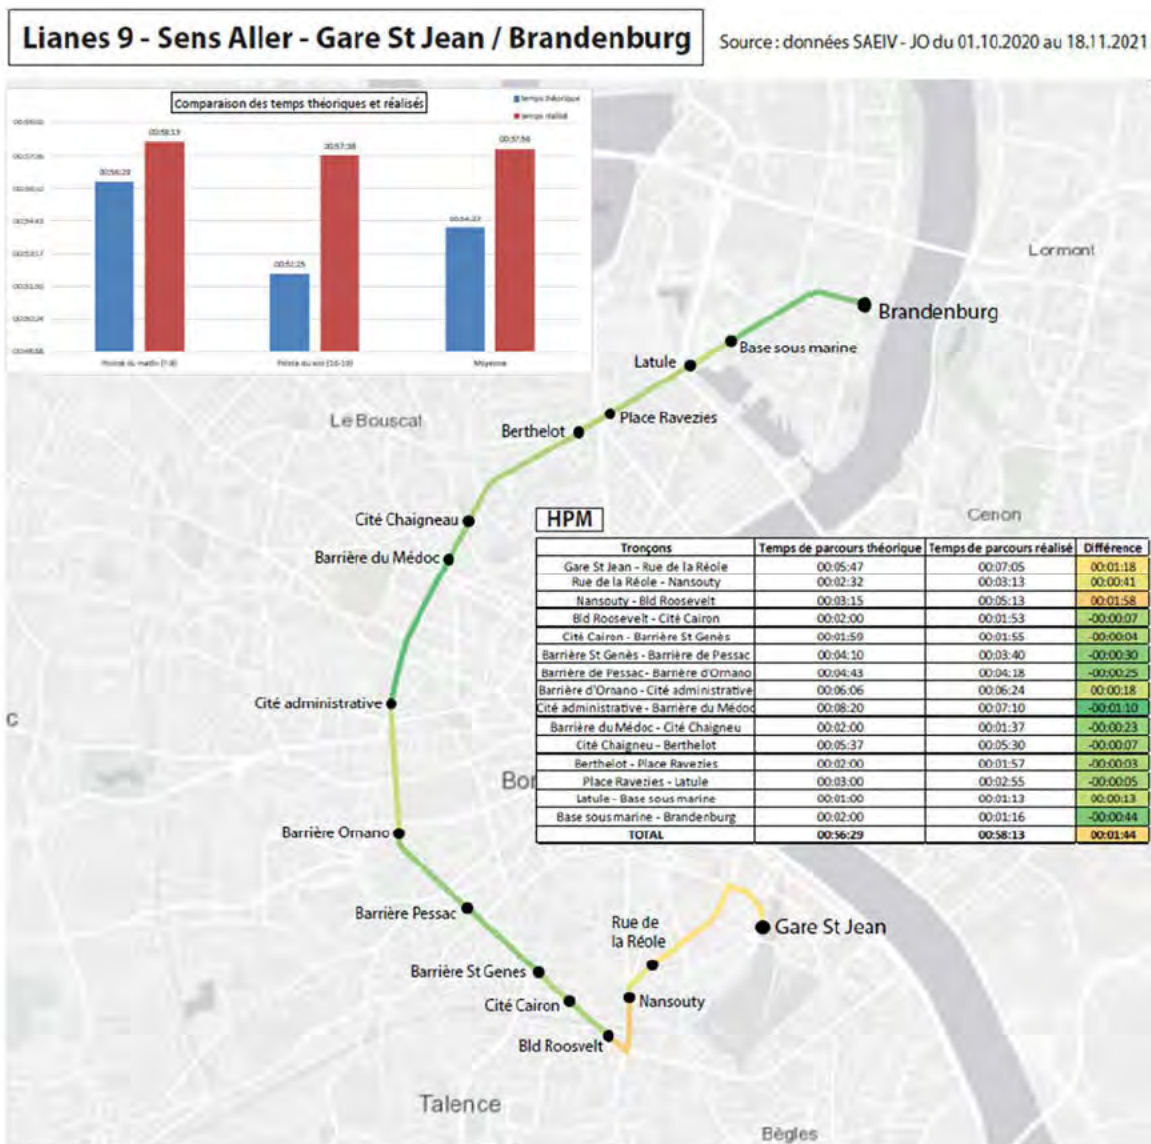 Lianes 9 - Sens Aller - Gare St Jean / Brandenburg
Source : données SAEIV - JO du 01.10.2020 au 18.11.2021
Comparaison des temps théoriques et réalisés
temps théorique
temps réalisé
00:56:29
00:58:13
00:52:25
00:57:38
00:57:56
Pointe du matin (7-9)
Pointe du soir (16-19)
Moyenne
Lormont
Brandenburg
Base sous marine
Latule
Place Ravezies
Berthelot
Le Bouscat
Cité Chaigneau
Barrière du Médoc
Cenon
HPM
Tronçons Temps de parcours théorique Temps de parcours réalisé Différence
Gare St Jean - Rue de la Réole 00:05:47 00:07:05 00:01:18
Rue de la Réole - Nansouty 00:02:32 00:03:13 00:00:41
Nansouty - Bld Roosevelt 00:03:15 00:05:13 00:01:58
Bld Roosevelt - Cité Cairon 00:02:00 00:01:53 -00:00:07
Cité Cairon - Barrière St Genès 00:01:59 00:01:55 -00:00:04
Barrière St Genès - Barrière de Pessac 00:04:10 00:03:40 -00:00:30
Barrière de Pessac- Barrière d'Ornano 00:04:43 00:04:18 -00:00:25
Barrière d'Ornano - Cité administrative 00:06:06 00:06:24 00:00:18
Cité administrative - Barrière du Médoc 00:08:20 00:07:10 -00:01:10
Barrière du Médoc - Cité Chaigneu 00:02:00 00:01:37 -00:00:23
Cité Chaigneu - Berthelot 00:05:37 00:05:30 -00:00:07
Berthelot - Place Ravezies 00:02:00 00:01:57 -00:00:03
Place Ravezies - Latule 00:03:00 00:02:55 -00:00:05
Latule - Base sous marine 00:01:00 00:01:13 00:00:13
Base sous marine - Brandenburg 00:02:00 00:01:16 -00:00:44
TOTAL 00:56:29 00:58:13 00:01:44
Cité administrative
C
Bor
Barrière Ornano
Barrière Pessac
Rue de
la Réole
Gare St Jean
Barrière St Genes
Cité Cairon
Nansouty
Bld Roosvelt
Talence
Bègles